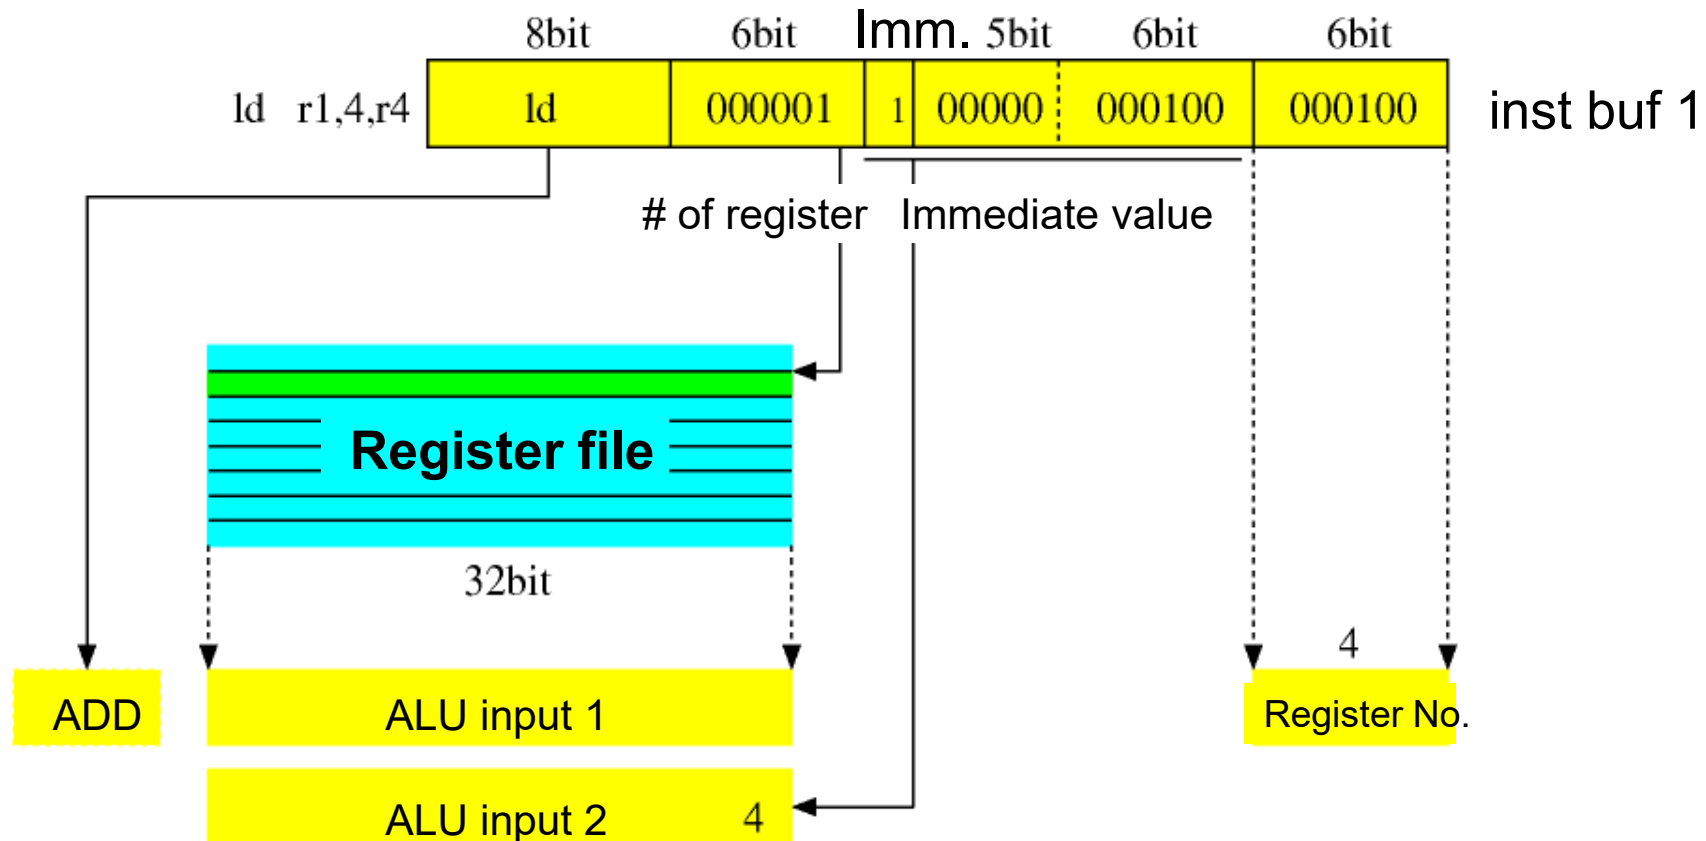 8bit 6bit Imm. 5bit 6bit 6bit
ld r1,4,r4 ld 000001 1 00000 000100 000100 inst buf 1
# of register Immediate value
Register file
32bit
4
ADD ALU input 1 Register No.
ALU input 2 4